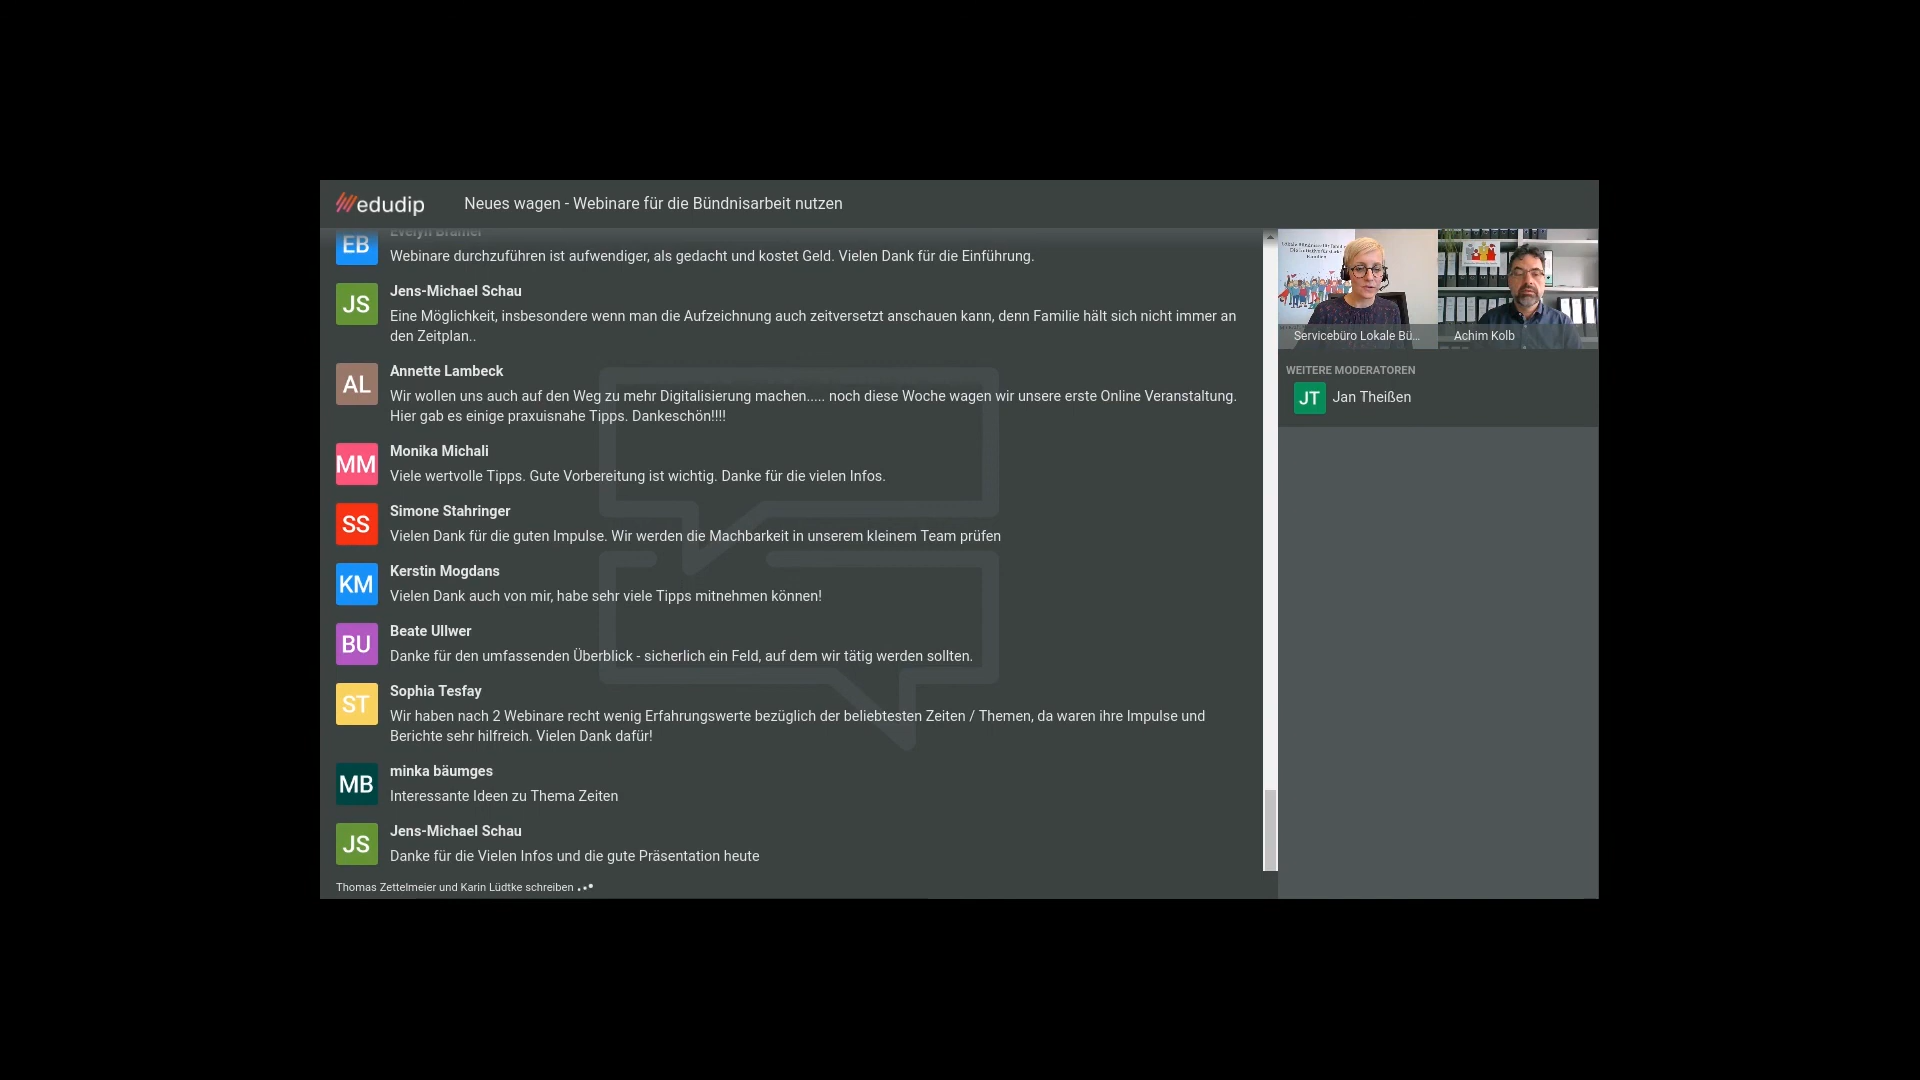 edudip
Neues wagen - Webinare für die Bündnisarbeit nutzen
EB
Evelyn
Webinare durchzuführen ist aufwendiger, als gedacht und kostet Geld. Vielen Dank für die Einführung.
JS
Jens-Michael Schau
Eine Möglichkeit, insbesondere wenn man die Aufzeichnung auch zeitversetzt anschauen kann, denn Familie hält sich nicht immer an
den Zeitplan..
AL
Annette Lambeck
Wir wollen uns auch auf den Weg zu mehr Digitalisierung machen..... noch diese Woche wagen wir unsere erste Online Veranstaltung.
Hier gab es einige praxuisnahe Tipps. Dankeschön!!!!
MM
Monika Michali
Viele wertvolle Tipps. Gute Vorbereitung ist wichtig. Danke für die vielen Infos.
SS
Simone Stahringer
Vielen Dank für die guten Impulse. Wir werden die Machbarkeit in unserem kleinem Team prüfen
KM
Kerstin Mogdans
Vielen Dank auch von mir, habe sehr viele Tipps mitnehmen können!
BU
Beate Ullwer
Danke für den umfassenden Überblick - sicherlich ein Feld, auf dem wir tätig werden sollten.
ST
Sophia Tesfay
Wir haben nach 2 Webinare recht wenig Erfahrungswerte bezüglich der beliebtesten Zeiten / Themen, da waren ihre Impulse und
Berichte sehr hilfreich. Vielen Dank dafür!
MB
minka bäumges
Interessante Ideen zu Thema Zeiten
JS
Jens-Michael Schau
Danke für die Vielen Infos und die gute Präsentation heute
Thomas Zettelmeier und Karin Lüdtke schreiben
Servicebüro Lokale Bü...
Achim Kolb
WEITERE MODERATOREN
JT
Jan Theißen